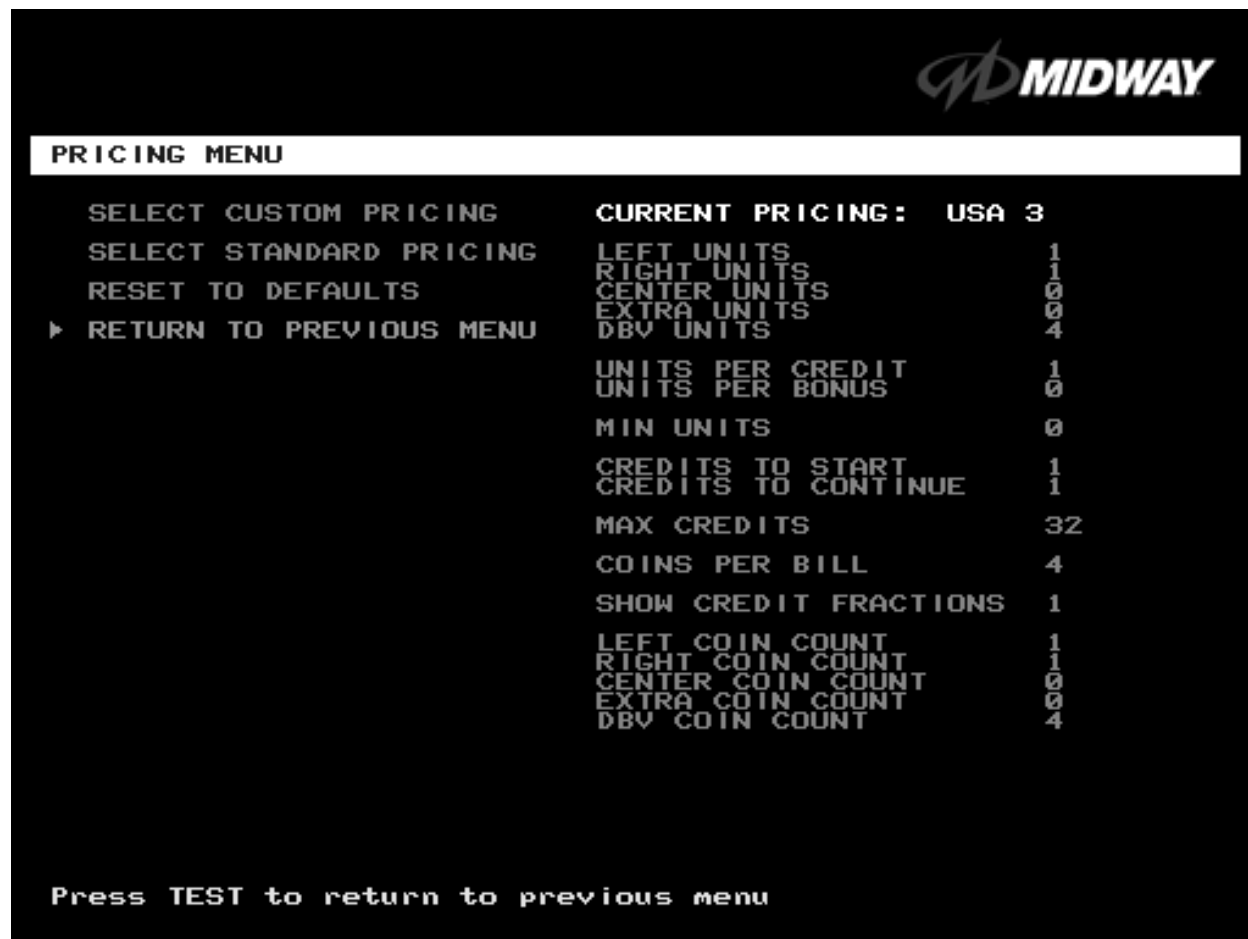 MIDWAY
PRICING MENU
SELECT CUSTOM PRICING
SELECT STANDARD PRICING
RESET TO DEFAULTS
RETURN TO PREVIOUS MENU
CURRENT PRICING: USA 3
LEFT UNITS 1
RIGHT UNITS 1
CENTER UNITS 0
EXTRA UNITS 0
DBV UNITS 4
UNITS PER CREDIT 1
UNITS PER BONUS 0
MIN UNITS 0
CREDITS TO START 1
CREDITS TO CONTINUE 1
MAX CREDITS 32
COINS PER BILL 4
SHOW CREDIT FRACTIONS 1
LEFT COIN COUNT 1
RIGHT COIN COUNT 1
CENTER COIN COUNT 0
EXTRA COIN COUNT 0
DBV COIN COUNT 4
Press TEST to return to previous menu